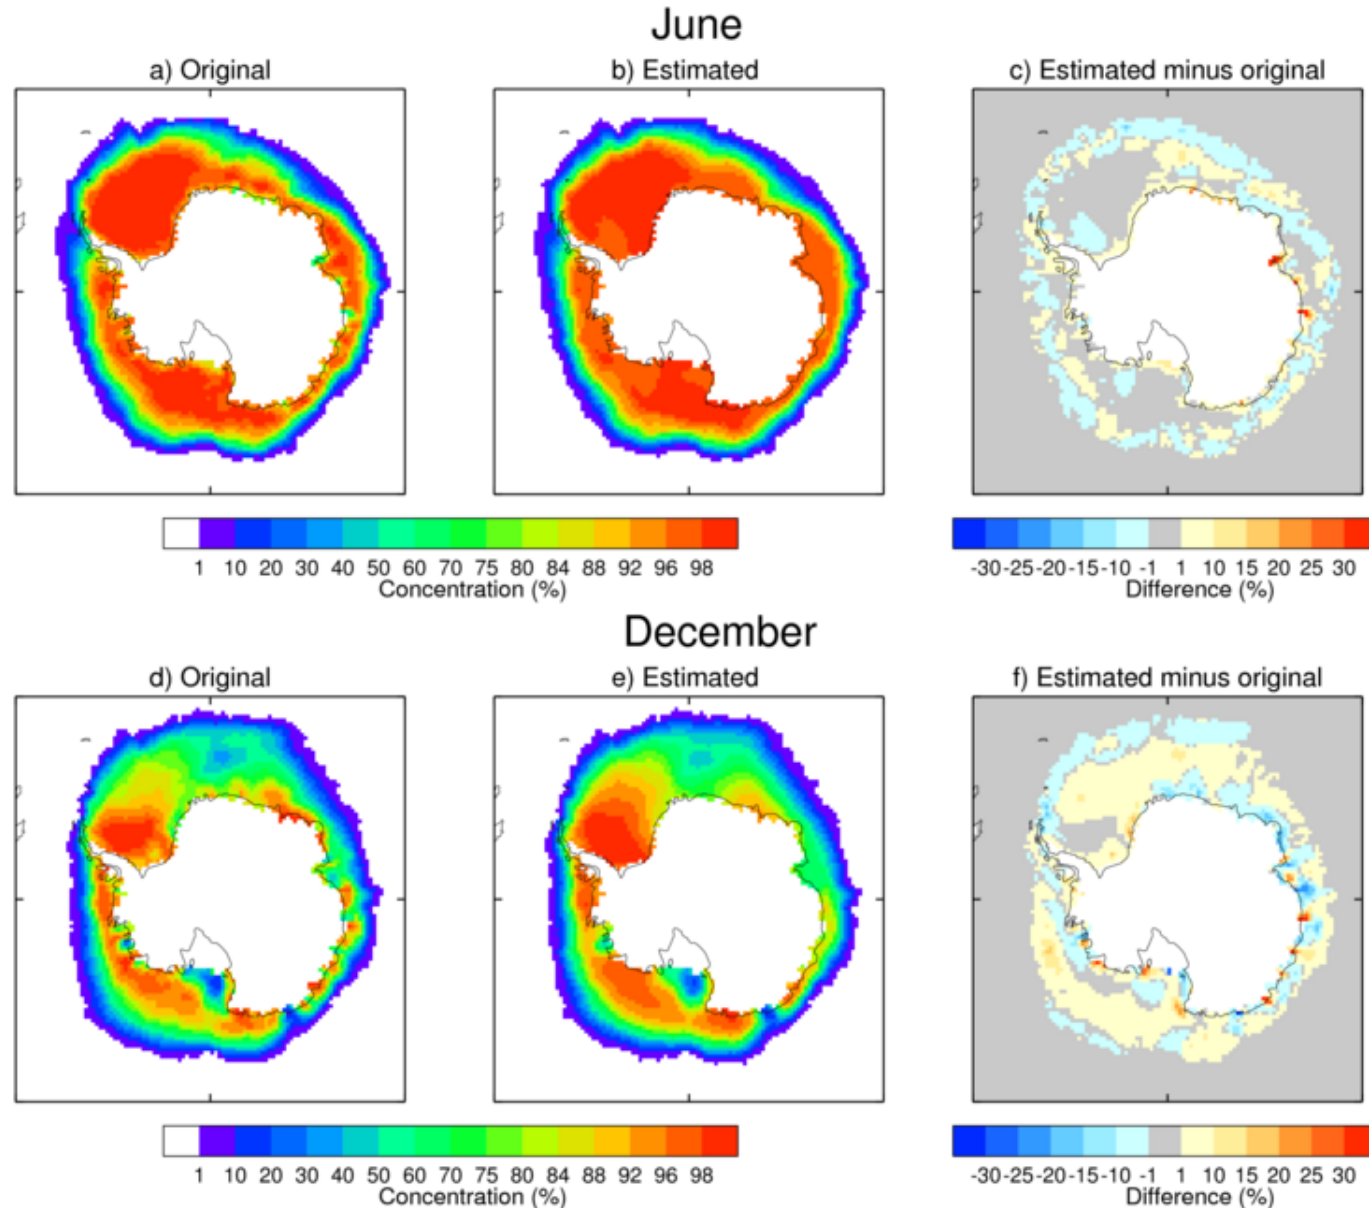 June
a) Original b) Estimated c) Estimated minus original
1 10 20 30 40 50 60 70 75 80 84 88 92 96 98 -30 -25 -20 -15 -10 -1 1 10 15 20 25 30
Concentration (%) Difference (%)
December
d) Original e) Estimated f) Estimated minus original
1 10 20 30 40 50 60 70 75 80 84 88 92 96 98 -30 -25 -20 -15 -10 -1 1 10 15 20 25 30
Concentration (%) Difference (%)